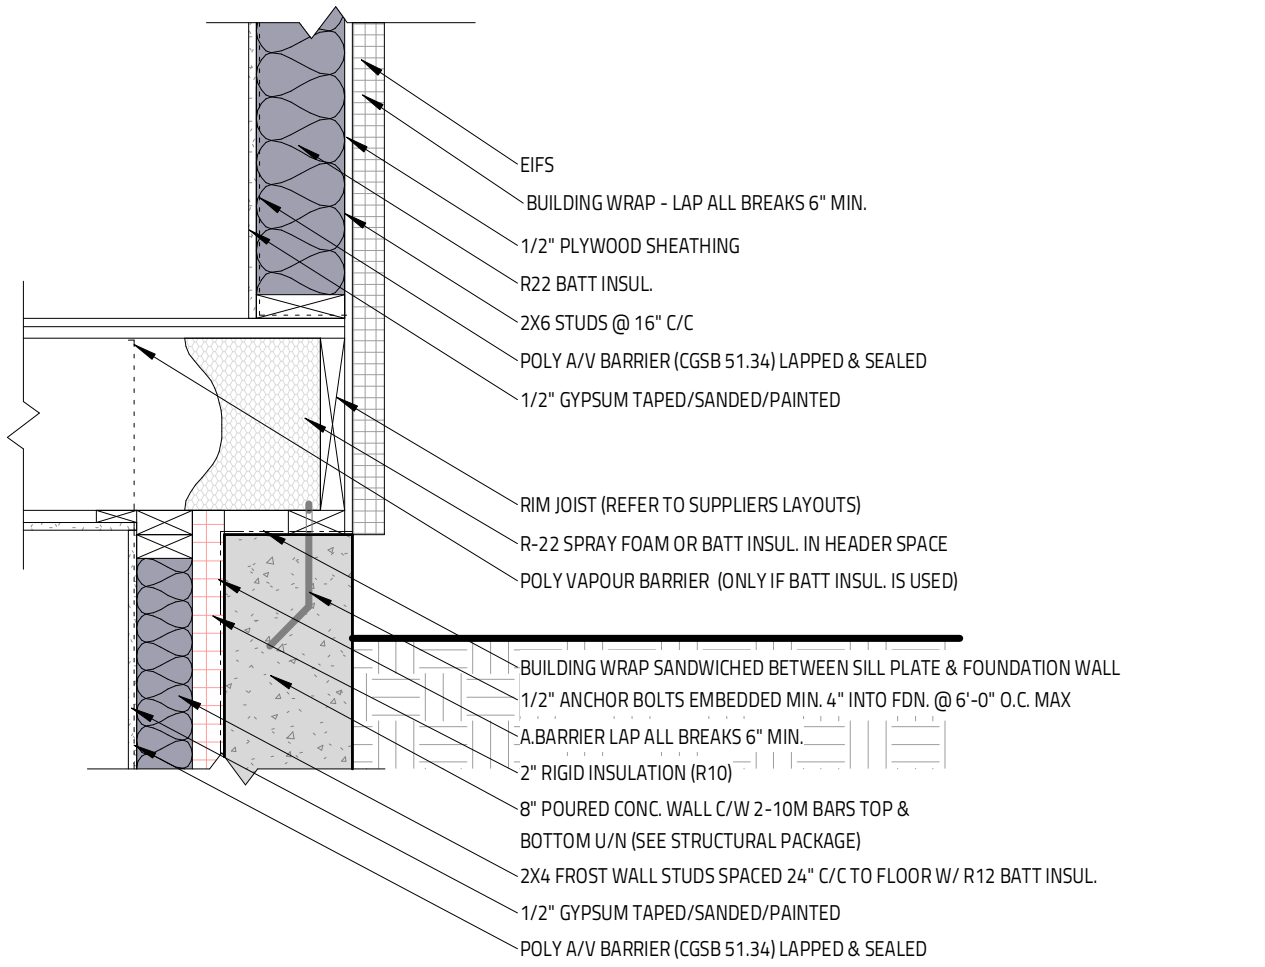 EIFS
BUILDING WRAP - LAP ALL BREAKS 6" MIN.
1/2" PLYWOOD SHEATHING
R22 BATT INSUL.
2X6 STUDS @ 16" C/C
POLY A/V BARRIER (CGSB 51.34) LAPPED & SEALED
1/2" GYPSUM TAPED/SANDED/PAINTED
RIM JOIST (REFER TO SUPPLIERS LAYOUTS)
R-22 SPRAY FOAM OR BATT INSUL. IN HEADER SPACE
POLY VAPOUR BARRIER (ONLY IF BATT INSUL. IS USED)
BUILDING WRAP SANDWICHED BETWEEN SILL PLATE & FOUNDATION WALL
1/2" ANCHOR BOLTS EMBEDDED MIN. 4" INTO FDN. @ 6'-0" O.C. MAX
A.BARRIER LAP ALL BREAKS 6" MIN.
2" RIGID INSULATION (R10)
8" POURED CONC. WALL C/W 2-10M BARS TOP &
BOTTOM U/N (SEE STRUCTURAL PACKAGE)
2X4 FROST WALL STUDS SPACED 24" C/C TO FLOOR W/ R12 BATT INSUL.
1/2" GYPSUM TAPED/SANDED/PAINTED
POLY A/V BARRIER (CGSB 51.34) LAPPED & SEALED